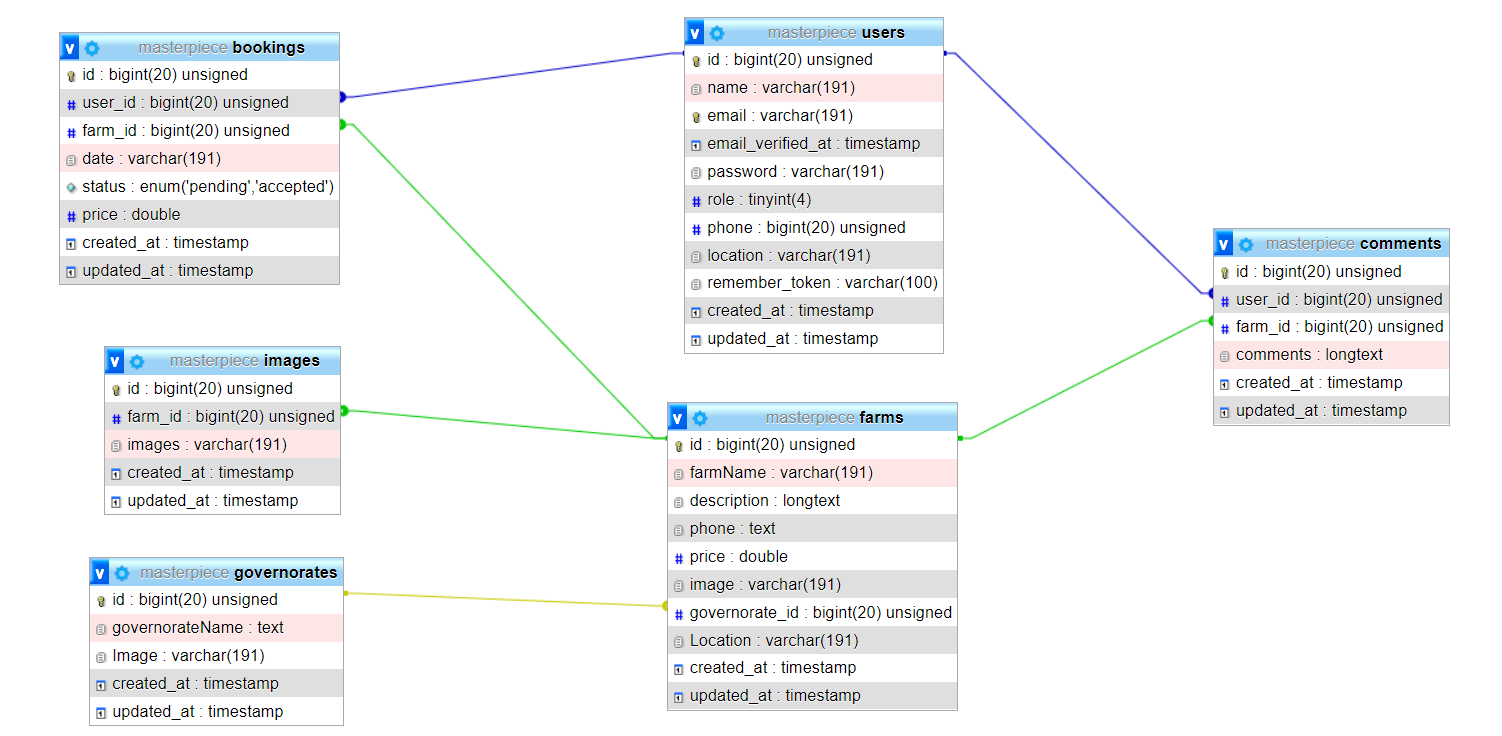 v masterpiece bookings
id : bigint(20) unsigned
# user_id : bigint(20) unsigned
# farm_id : bigint(20) unsigned
date : varchar(191)
status : enum('pending','accepted')
# price : double
created_at : timestamp
updated_at : timestamp
v masterpiece users
id : bigint(20) unsigned
name : varchar(191)
email : varchar(191)
email_verified_at : timestamp
password : varchar(191)
# role : tinyint(4)
# phone : bigint(20) unsigned
location : varchar(191)
remember_token : varchar(100)
created_at : timestamp
updated_at : timestamp
v masterpiece comments
id : bigint(20) unsigned
# user_id : bigint(20) unsigned
# farm_id : bigint(20) unsigned
comments : longtext
created_at : timestamp
updated_at : timestamp
v masterpiece images
id : bigint(20) unsigned
# farm_id : bigint(20) unsigned
images : varchar(191)
created_at : timestamp
updated_at : timestamp
v masterpiece farms
id : bigint(20) unsigned
farmName : varchar(191)
description : longtext
phone : text
# price : double
image : varchar(191)
# governorate_id : bigint(20) unsigned
Location : varchar(191)
created_at : timestamp
updated_at : timestamp
v masterpiece governorates
id : bigint(20) unsigned
governorateName : text
Image : varchar(191)
created_at : timestamp
updated_at : timestamp